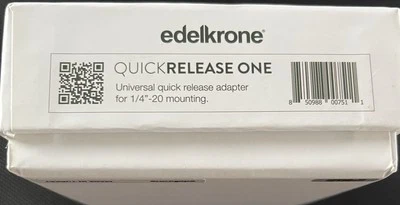 edelkrone®
QUICKRELEASE ONE
Universal quick release adapter
for 1/4"-20 mounting.
8 50988 00751 1